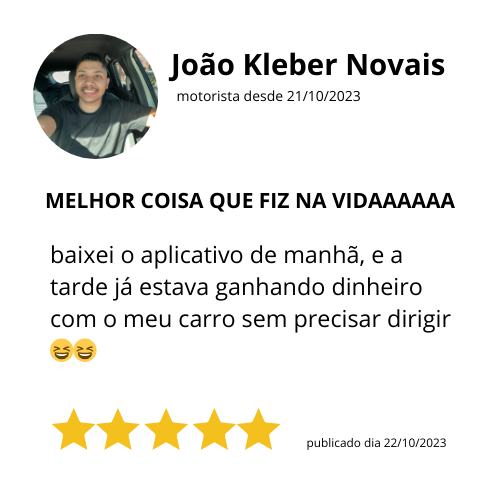 João Kleber Novais
motorista desde 21/10/2023
MELHOR COISA QUE FIZ NA VIDAAAAAA
baixei o aplicativo de manhã, e a
tarde já estava ganhando dinheiro
com o meu carro sem precisar dirigir
😆😆
publicado dia 22/10/2023